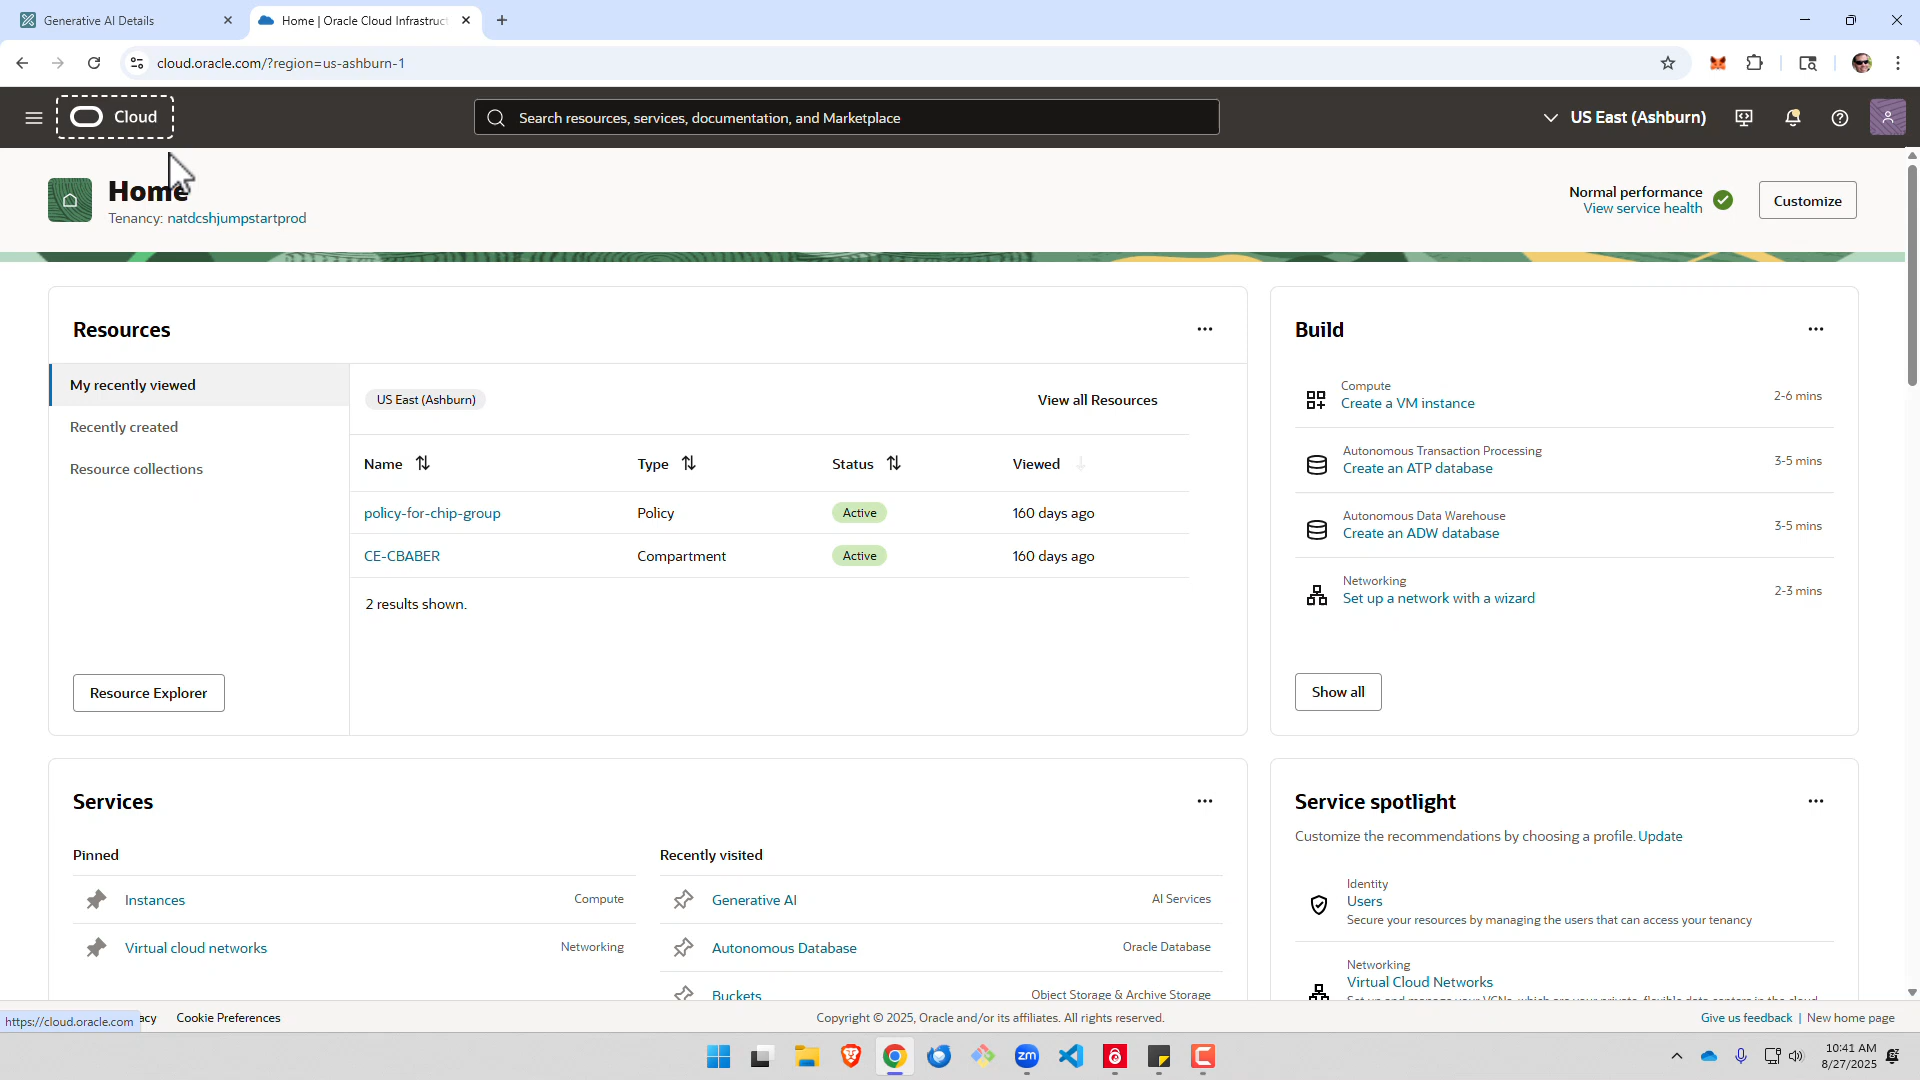 Generative AI Details
Home | Oracle Cloud Infrastruct
cloud.oracle.com/?region=us-ashburn-1
Cloud
Search resources, services, documentation, and Marketplace
US East (Ashburn)
Home
Tenancy: natdcshjumpstartprod
Normal performance
View service health
Customize
Resources
My recently viewed
Recently created
Resource collections
Resource Explorer
US East (Ashburn)
View all Resources
Name Type Status Viewed
policy-for-chip-group Policy Active 160 days ago
CE-CBABER Compartment Active 160 days ago
2 results shown.
Build
Compute
Create a VM instance
2-6 mins
Autonomous Transaction Processing
Create an ATP database
3-5 mins
Autonomous Data Warehouse
Create an ADW database
3-5 mins
Networking
Set up a network with a wizard
2-3 mins
Show all
Services
Pinned
Instances Compute
Virtual cloud networks Networking
Recently visited
Generative AI AI Services
Autonomous Database Oracle Database
Buckets Object Storage & Archive Storage
Service spotlight
Customize the recommendations by choosing a profile. Update
Identity
Users
Secure your resources by managing the users that can access your tenancy
Networking
Virtual Cloud Networks
https://cloud.oracle.com
acy Cookie Preferences
Copyright © 2025, Oracle and/or its affiliates. All rights reserved.
Give us feedback | New home page
zm
10:41 AM
8/27/2025